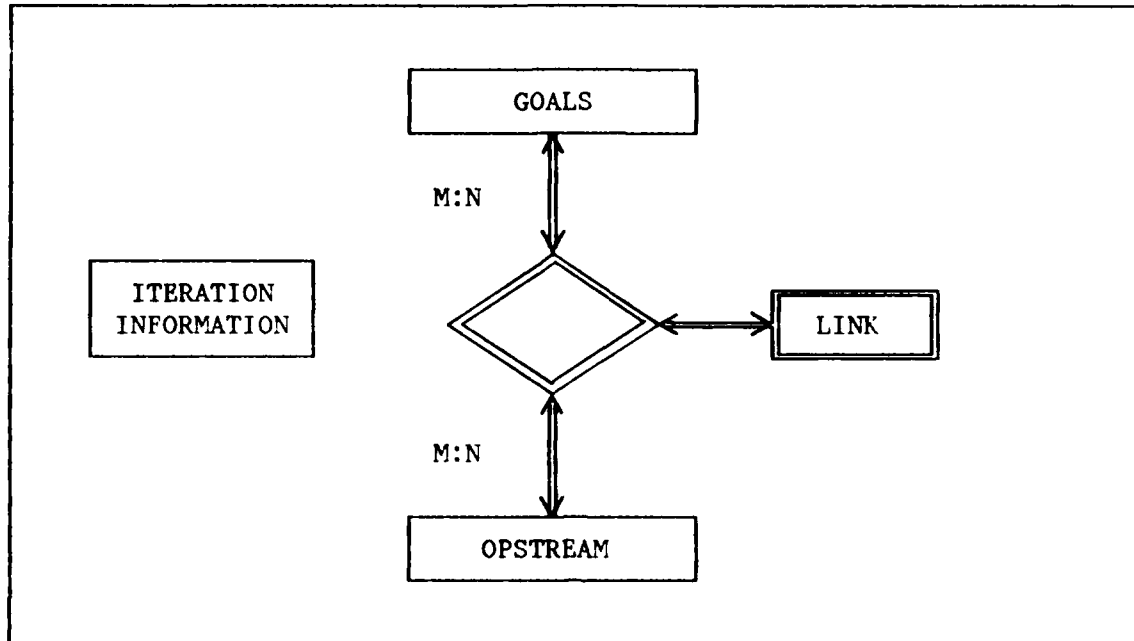 GOALS
M:N
ITERATION
INFORMATION
LINK
M:N
OPSTREAM